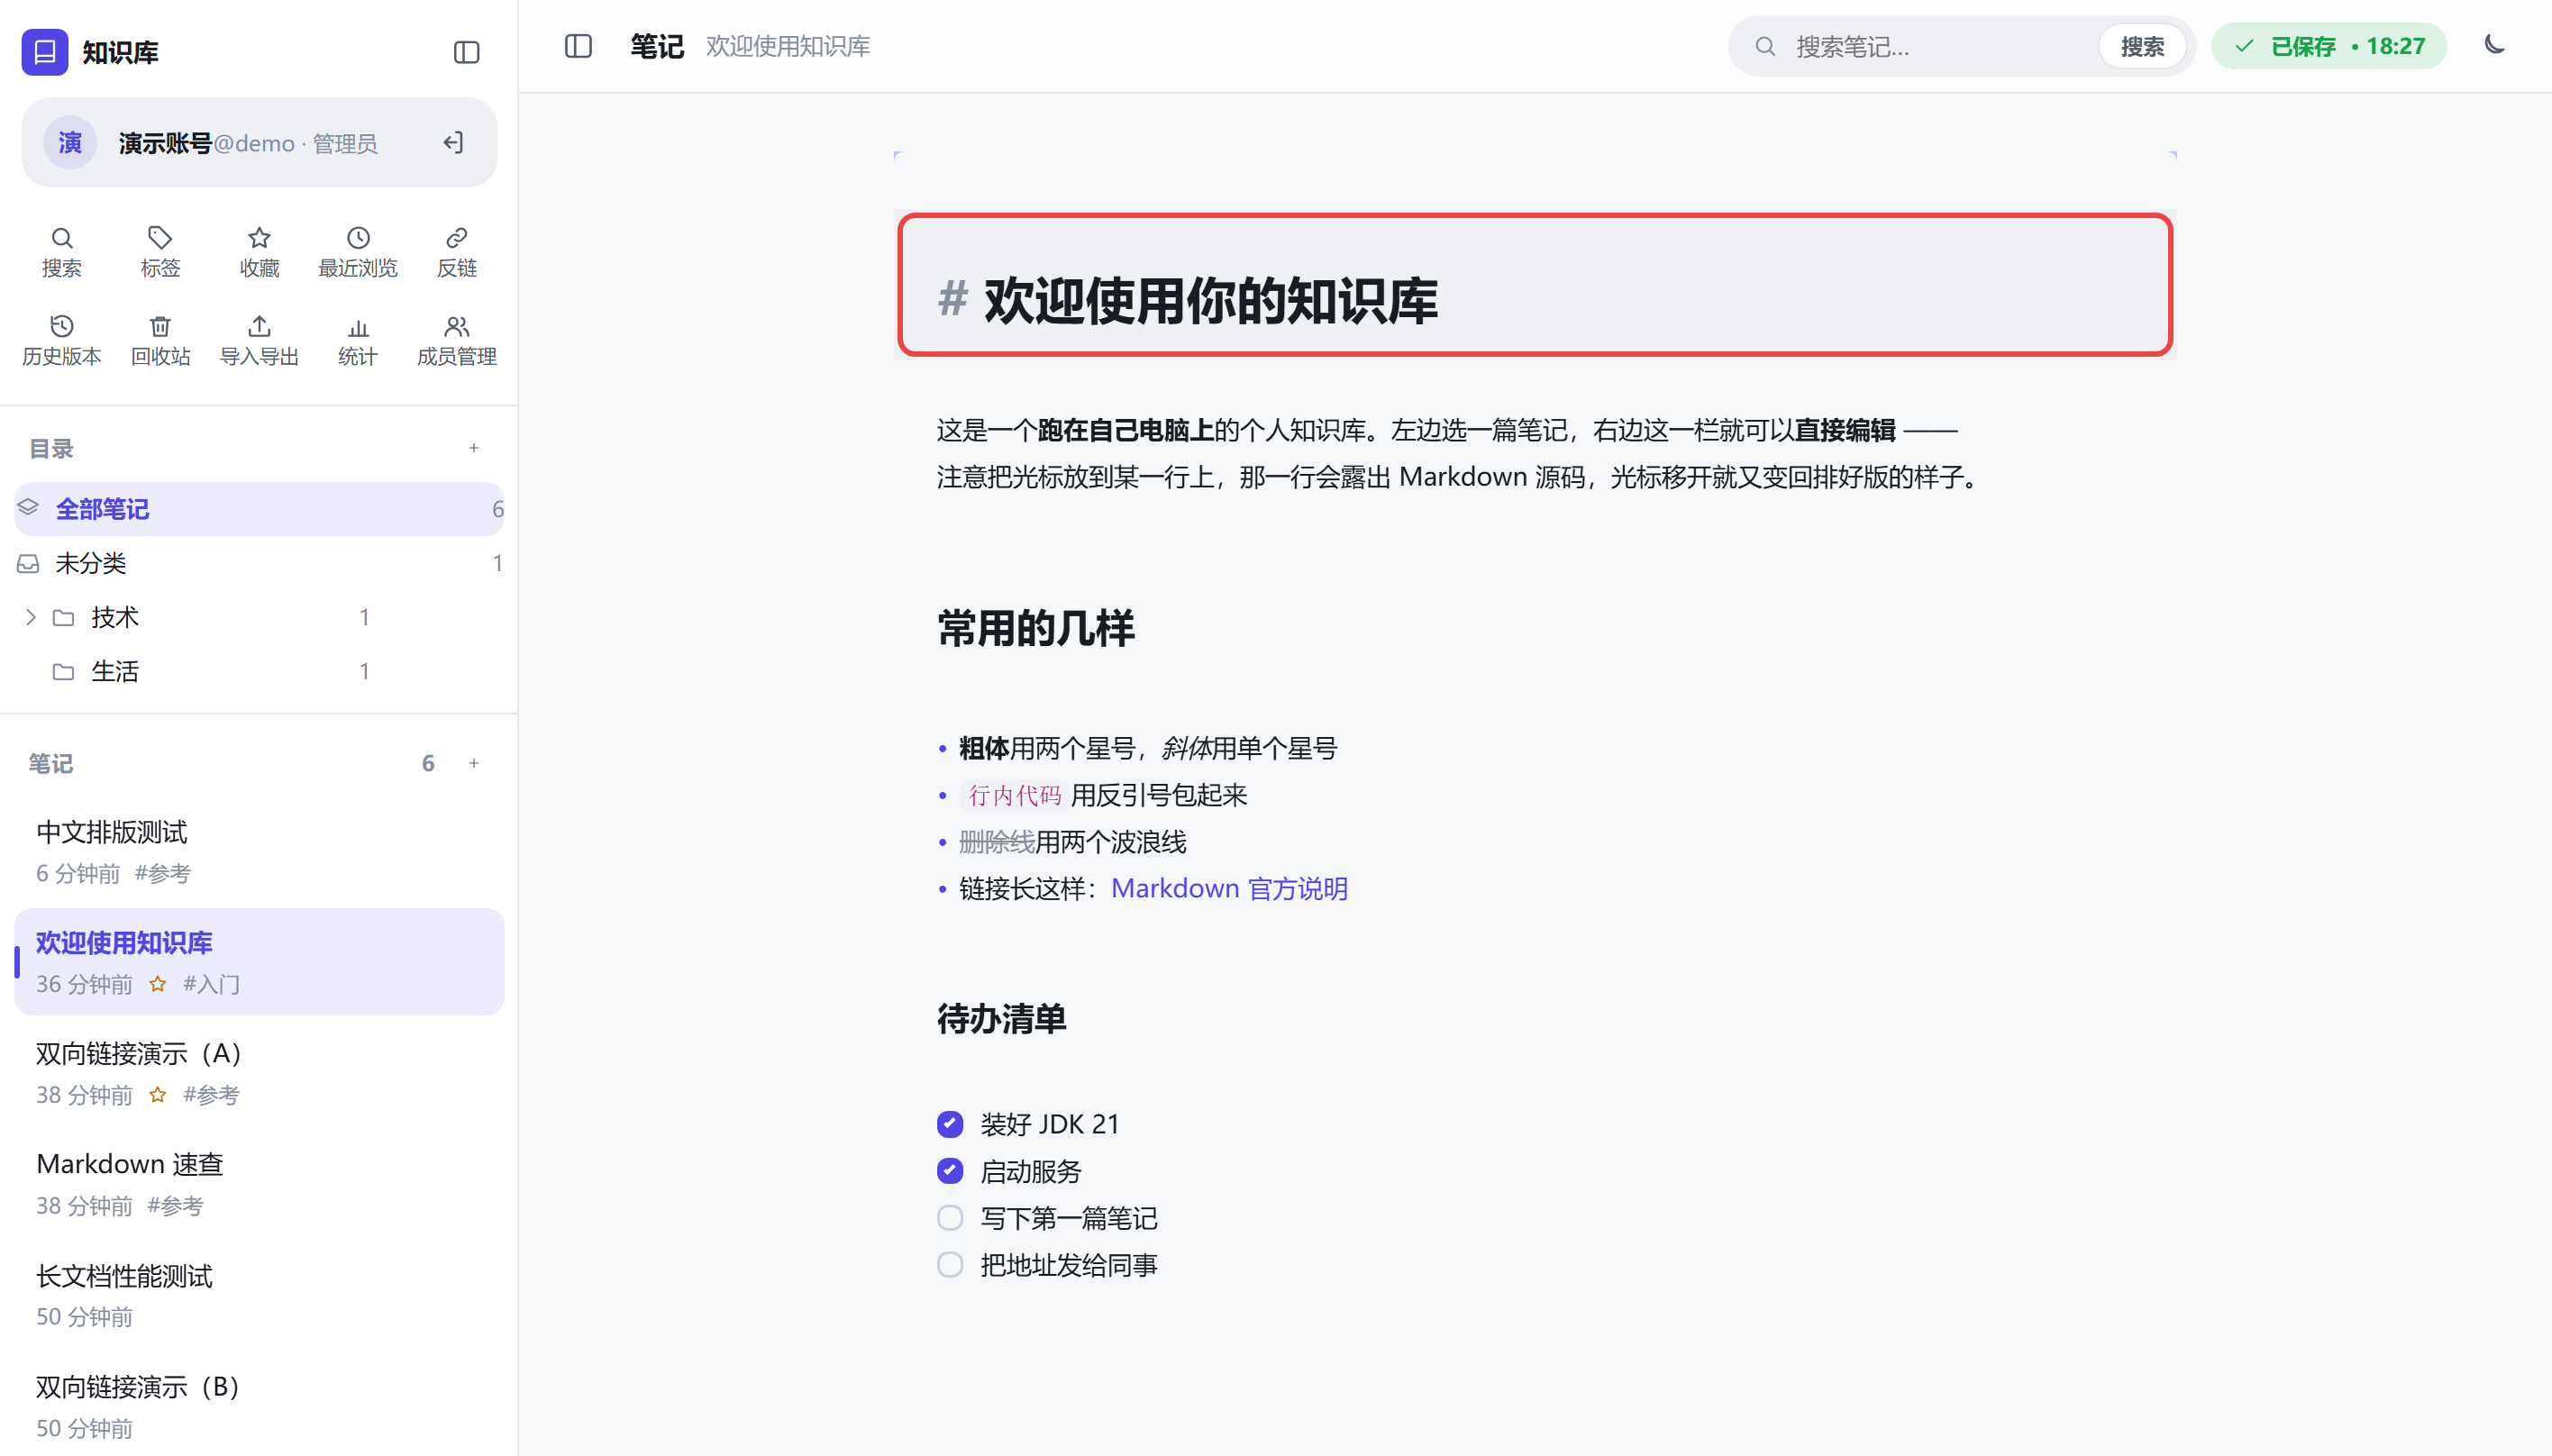 知识库
演
演示账号@demo · 管理员
搜索
标签
收藏
最近浏览
反链
历史版本
回收站
导入导出
统计
成员管理
目录
+
全部笔记 6
未分类 1
技术 1
生活 1
笔记 6 +
中文排版测试
6 分钟前 #参考
欢迎使用知识库
36 分钟前 #入门
双向链接演示（A）
38 分钟前 #参考
Markdown 速查
38 分钟前 #参考
长文档性能测试
50 分钟前
双向链接演示（B）
50 分钟前
笔记 欢迎使用知识库
搜索笔记...
搜索
已保存 • 18:27
# 欢迎使用你的知识库
这是一个跑在自己电脑上的个人知识库。左边选一篇笔记，右边这一栏就可以直接编辑 ——
注意把光标放到某一行上，那一行会露出 Markdown 源码，光标移开就又变回排好版的样子。
常用的几样
• 粗体用两个星号，斜体用单个星号
• 行内代码用反引号包起来
• 删除线用两个波浪线
• 链接长这样：Markdown 官方说明
待办清单
装好 JDK 21
启动服务
写下第一篇笔记
把地址发给同事